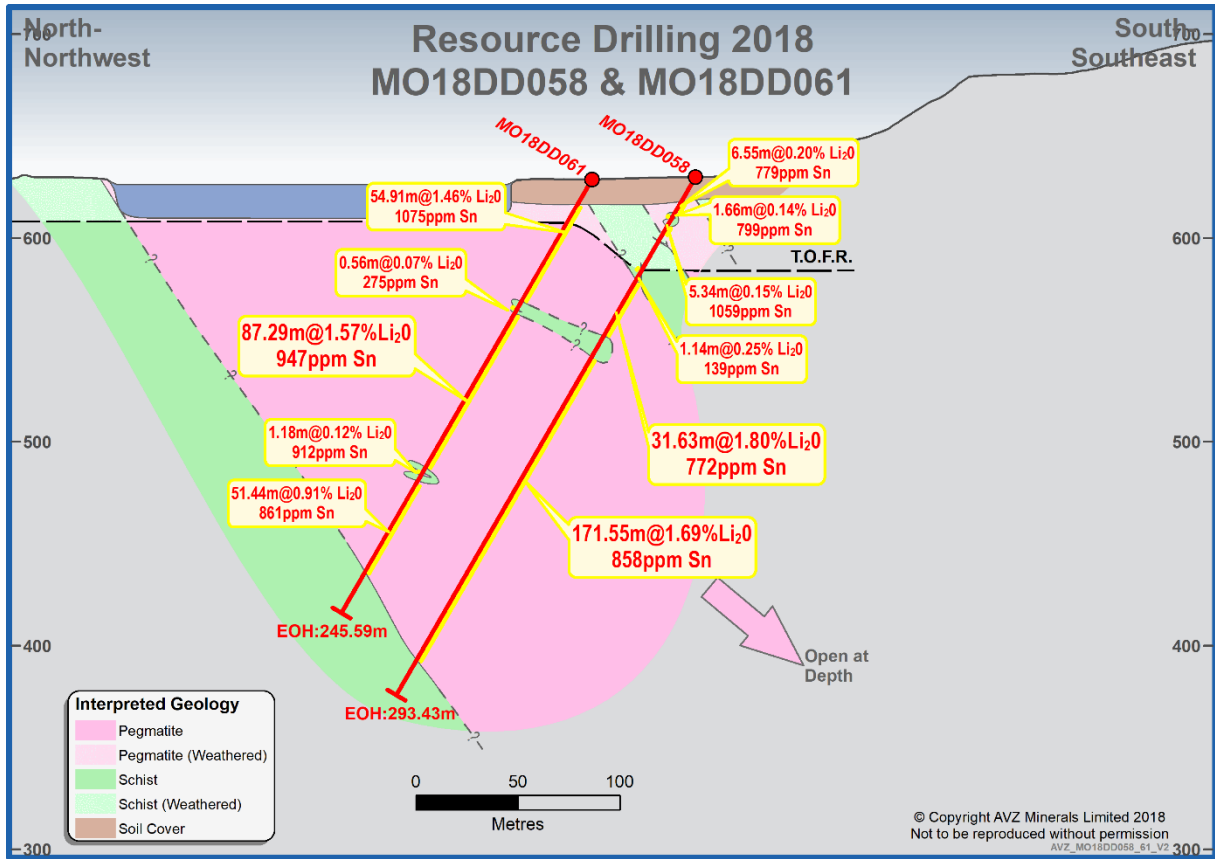 North-
Northwest
Resource Drilling 2018
MO18DD058 & MO18DD061
South-
Southeast
700
700
MO18DD061
MO18DD058
6.55m@0.20% Li₂0
779ppm Sn
54.91m@1.46% Li₂0
1075ppm Sn
1.66m@0.14% Li₂0
799ppm Sn
600
600
T.O.F.R.
0.56m@0.07% Li₂0
275ppm Sn
5.34m@0.15% Li₂0
1059ppm Sn
87.29m@1.57%Li₂0
947ppm Sn
1.14m@0.25% Li₂0
139ppm Sn
?
?
?
?
?
?
?
?
?
500
500
1.18m@0.12% Li₂0
912ppm Sn
31.63m@1.80%Li₂0
772ppm Sn
51.44m@0.91% Li₂0
861ppm Sn
171.55m@1.69%Li₂0
858ppm Sn
EOH:245.59m
400
400
Open at
Depth
EOH:293.43m
?
Interpreted Geology
Pegmatite
Pegmatite (Weathered)
Schist
Schist (Weathered)
Soil Cover
0 50 100
Metres
© Copyright AVZ Minerals Limited 2018
Not to be reproduced without permission
AVZ_MO18DD058_61_V2
300
300